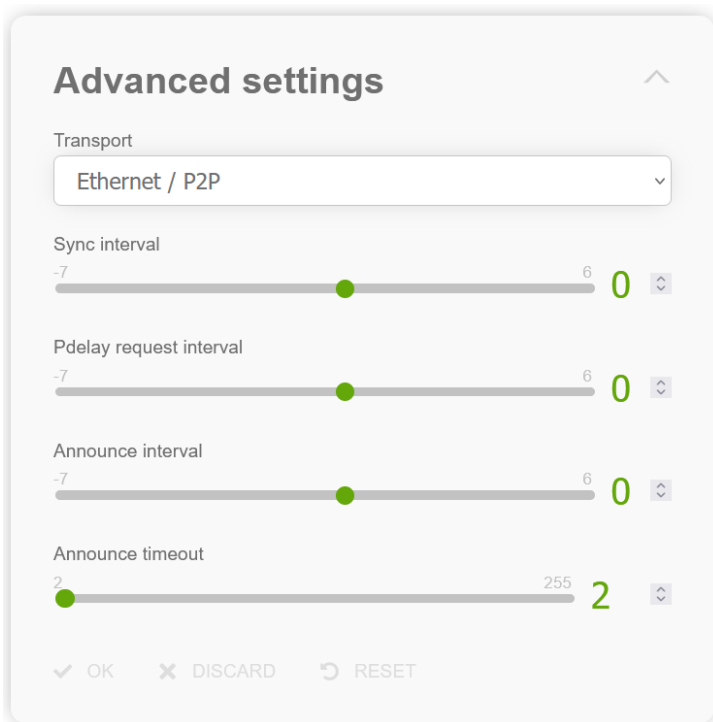 Advanced settings
Transport
Ethernet / P2P
Sync interval
-7 6 0
Pdelay request interval
-7 6 0
Announce interval
-7 6 0
Announce timeout
2 255 2
OK DISCARD RESET